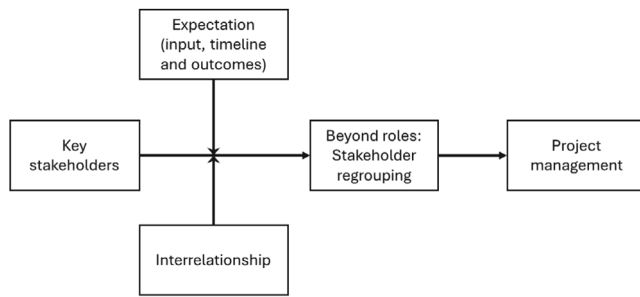 Expectation
(input, timeline
and outcomes)
Key
stakeholders
Beyond roles:
Stakeholder
regrouping
Project
management
Interrelationship